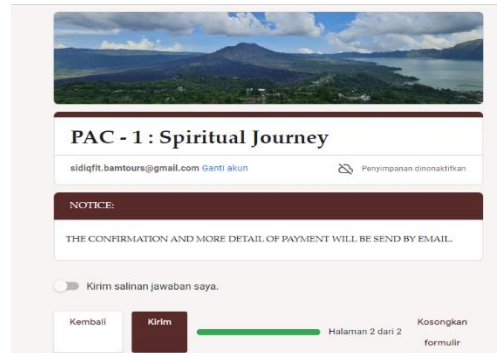 PAC - 1 : Spiritual Journey
sidiqfit.bamtours@gmail.com Ganti akun
Penyimpanan dinonaktifkan
NOTICE:
THE CONFIRMATION AND MORE DETAIL OF PAYMENT WILL BE SEND BY EMAIL.
Kirim salinan jawaban saya.
Kembali
Kirim
Halaman 2 dari 2
Kosongkan
formulir